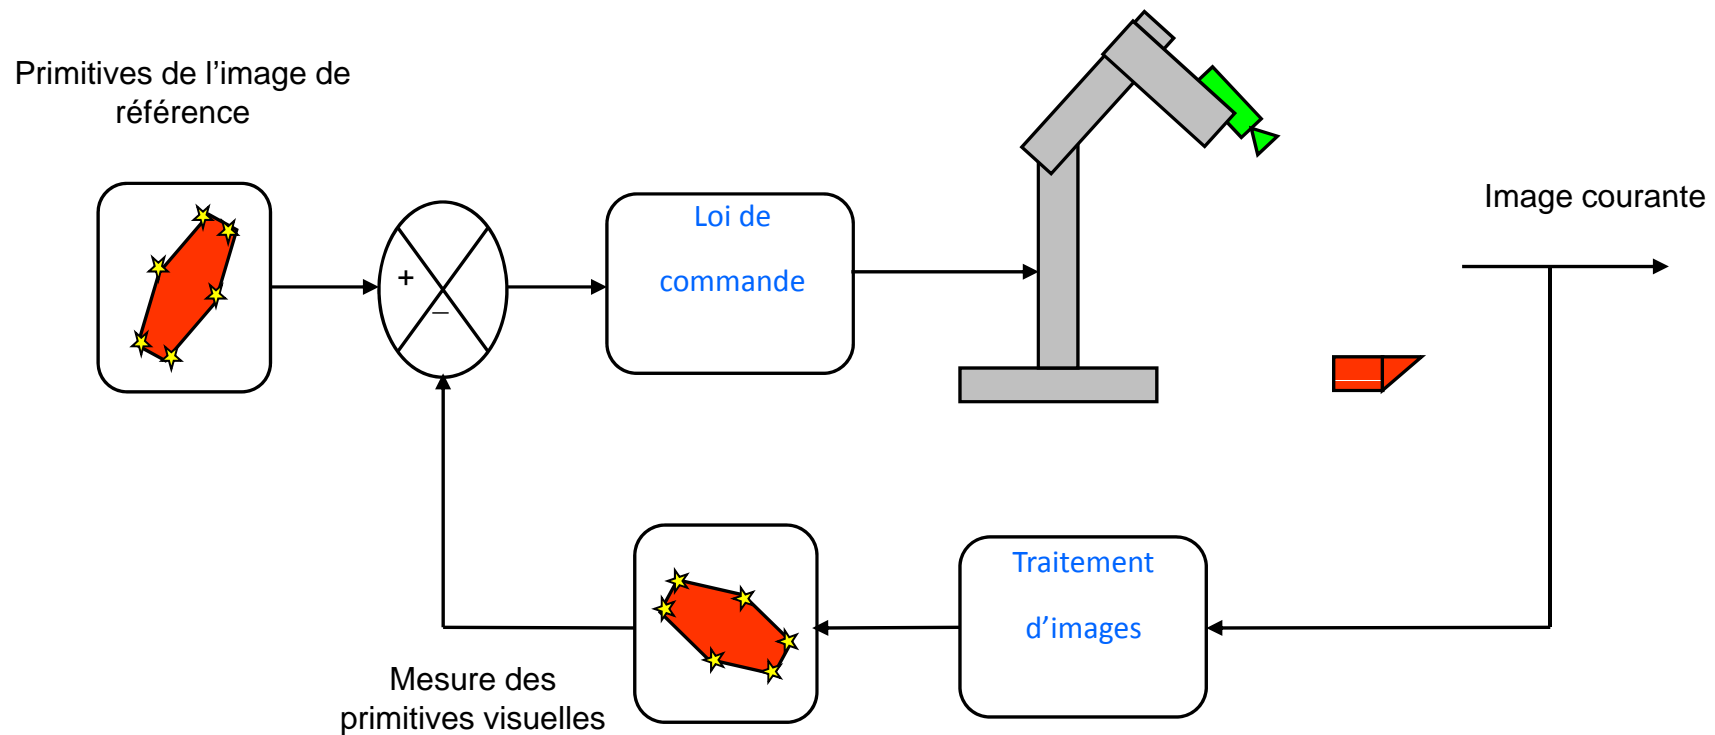 Primitives de l’image de
référence
+
–
Loi de
commande
Image courante
Traitement
d’images
Mesure des
primitives visuelles